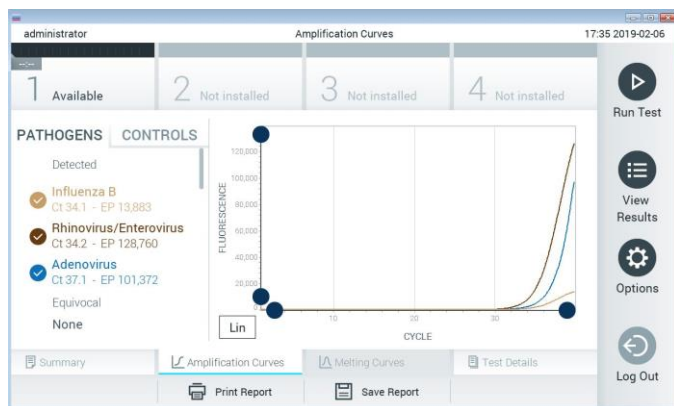 administrator
Amplification Curves
17:35 2019-02-06
--:--
1 Available
2 Not installed
3 Not installed
4 Not installed
Run Test
PATHOGENS
CONTROLS
Detected
Influenza B
Ct 34.1 - EP 13,883
Rhinovirus/Enterovirus
Ct 34.2 - EP 128,760
Adenovirus
Ct 37.1 - EP 101,372
Equivocal
None
FLUORESCENCE
120,000
100,000
80,000
60,000
40,000
20,000
0
10
20
30
CYCLE
Lin
View
Results
Options
Log Out
Summary
Amplification Curves
Melting Curves
Test Details
Print Report
Save Report